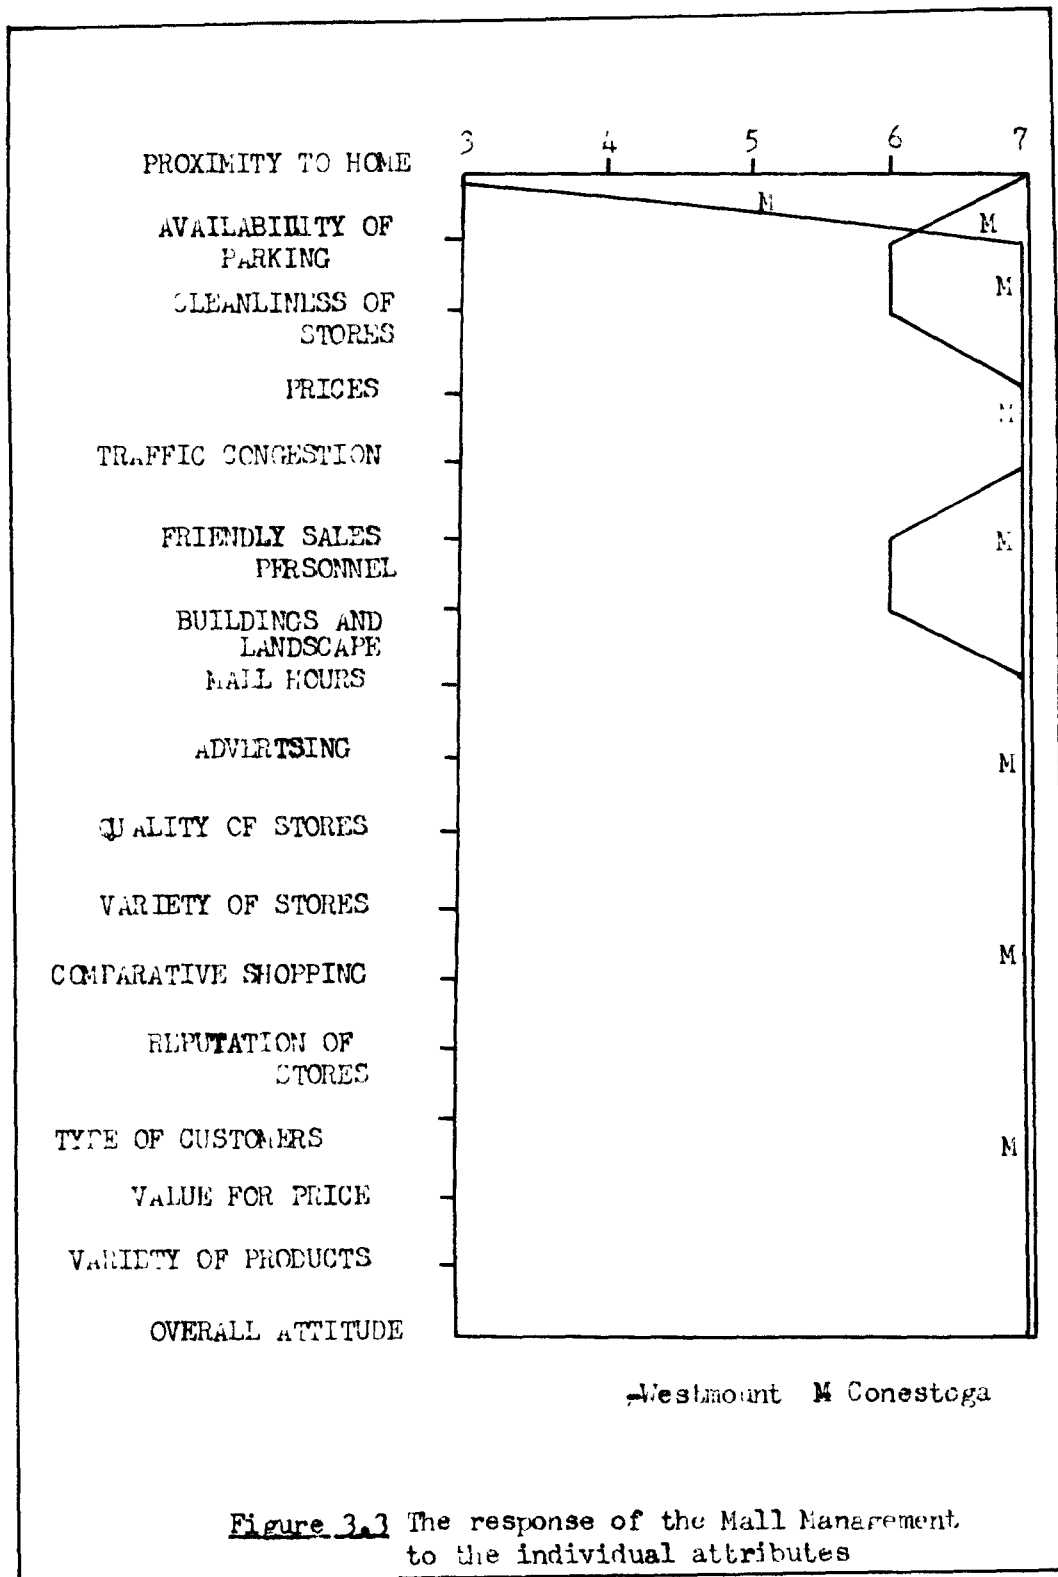 3 4 5 6 7
PROXIMITY TO HOME
M
AVAILABILITY OF
M
PARKING
CLEANLINESS OF
M
STORES
PRICES
M
TRAFFIC CONGESTION
FRIENDLY SALES
M
PERSONNEL
BUILDINGS AND
LANDSCAPE
MALL HOURS
ADVERTSING
M
QUALITY OF STORES
VARIETY OF STORES
M
COMPARATIVE SHOPPING
REPUTATION OF
STORES
TYPE OF CUSTOMERS
M
VALUE FOR PRICE
VARIETY OF PRODUCTS
OVERALL ATTITUDE
-Westmount M Conestoga
Figure 3.3 The response of the Mall Management
to the individual attributes